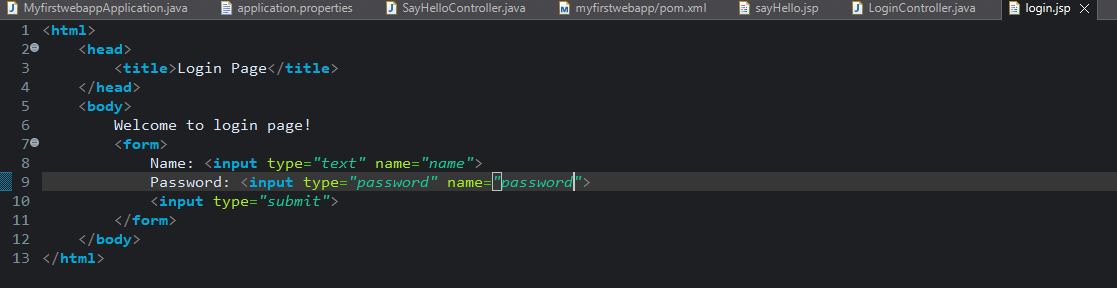 MyfirstwebappApplication.java application.properties SayHelloController.java myfirstwebapp/pom.xml sayHello.jsp LoginController.java login.jsp
1 <html>
2 <head>
3 <title>Login Page</title>
4 </head>
5 <body>
6 Welcome to login page!
7 <form>
8 Name: <input type="text" name="name">
9 Password: <input type="password" name="password">
10 <input type="submit">
11 </form>
12 </body>
13 </html>